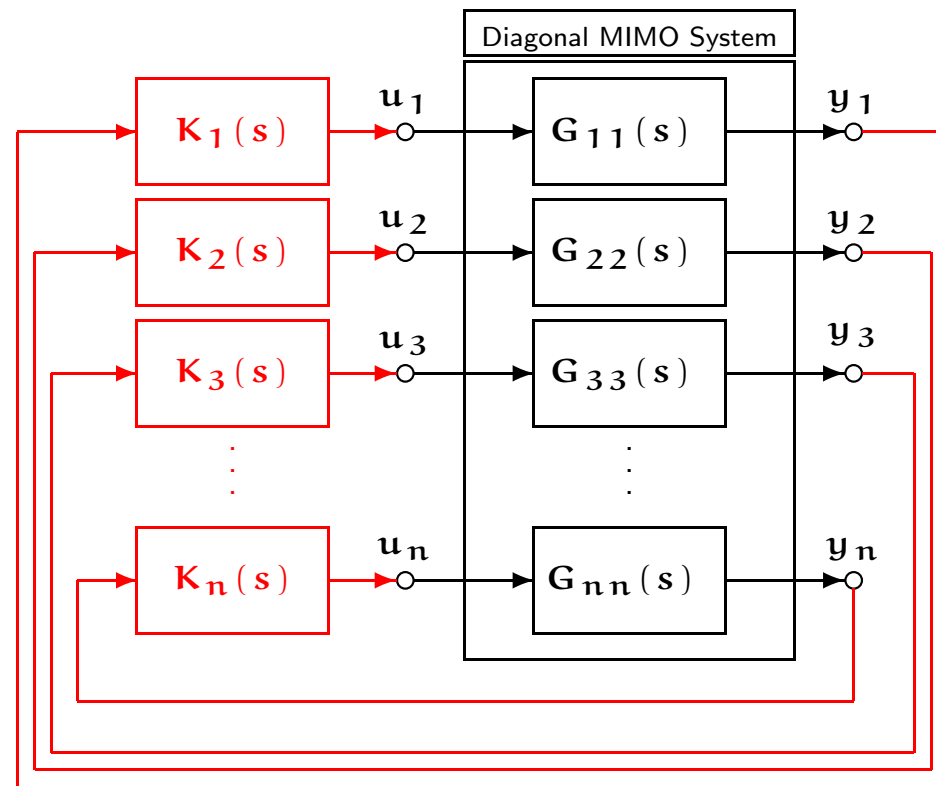 Diagonal MIMO System
u₁ y₁
K₁(s) G₁₁(s)
u₂ y₂
K₂(s) G₂₂(s)
u₃ y₃
K₃(s) G₃₃(s)
uₙ yₙ
Kₙ(s) Gₙₙ(s)